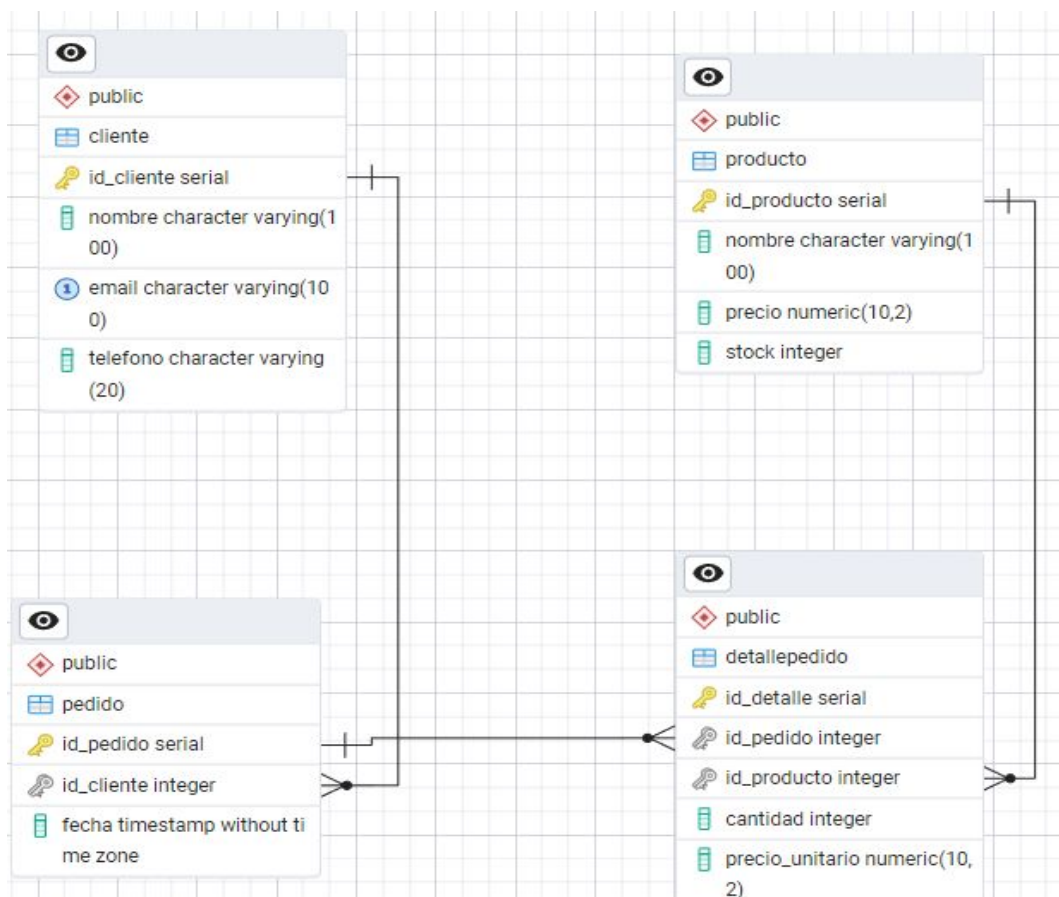 public
cliente
id_cliente serial
nombre character varying(1
00)
email character varying(10
0)
telefono character varying
(20)
public
producto
id_producto serial
nombre character varying(1
00)
precio numeric(10,2)
stock integer
public
pedido
id_pedido serial
id_cliente integer
fecha timestamp without ti
me zone
public
detallepedido
id_detalle serial
id_pedido integer
id_producto integer
cantidad integer
precio_unitario numeric(10,
2)